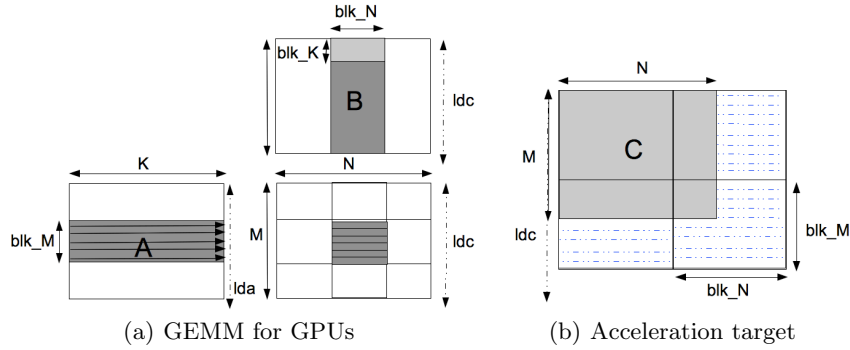 blk_N
blk_K
B
ldc
K
N
blk_M
A
lda
M
ldc
(a) GEMM for GPUs
N
M
C
ldc
blk_M
blk_N
(b) Acceleration target